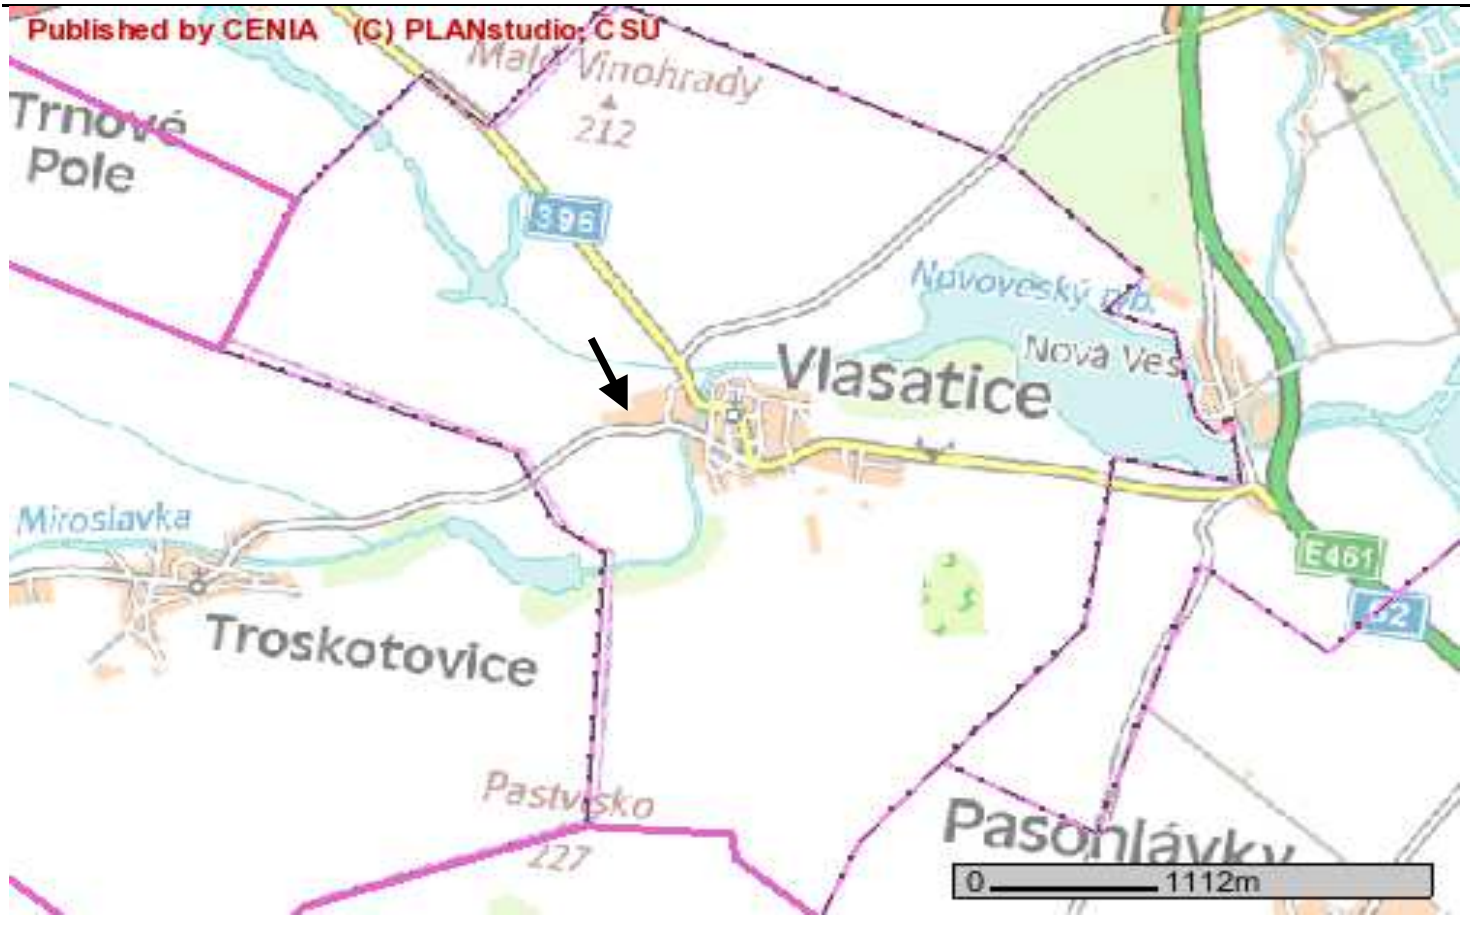 Published by CENIA (C) PLANstudio, ČSÚ
Malé Vinohrady
212
Trnové
Pole
396
Novoveský ryb.
Nová Ves
Vlasatice
Miroslavka
Troskotovice
E461
52
Pastvisko
227
Pasohlávky
0 1112m